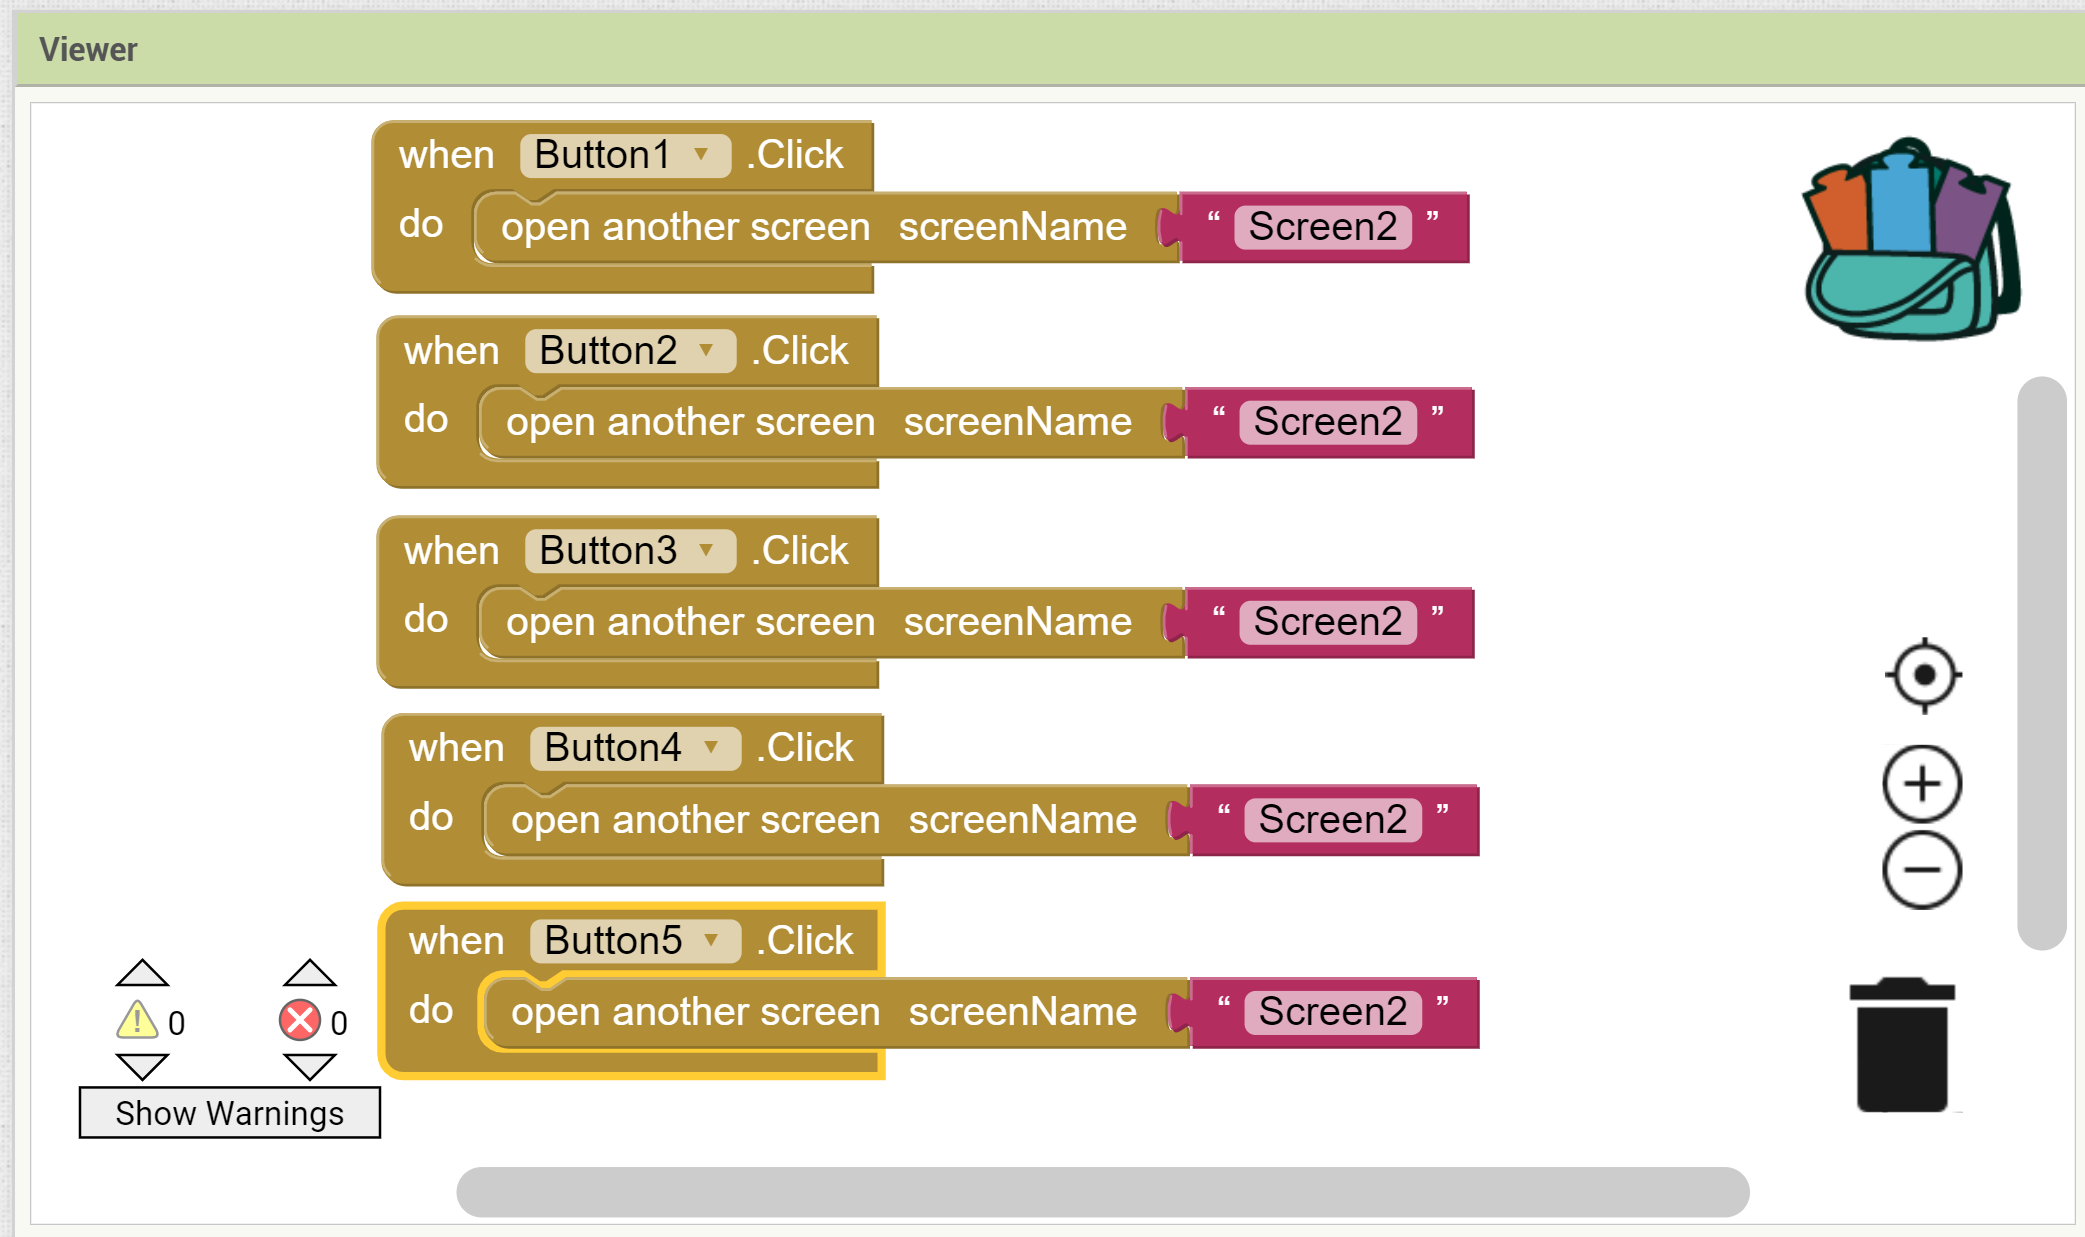 Viewer
when Button1 .Click
do open another screen screenName “ Screen2 ”
when Button2 .Click
do open another screen screenName “ Screen2 ”
when Button3 .Click
do open another screen screenName “ Screen2 ”
when Button4 .Click
do open another screen screenName “ Screen2 ”
when Button5 .Click
do open another screen screenName “ Screen2 ”
0 0
Show Warnings